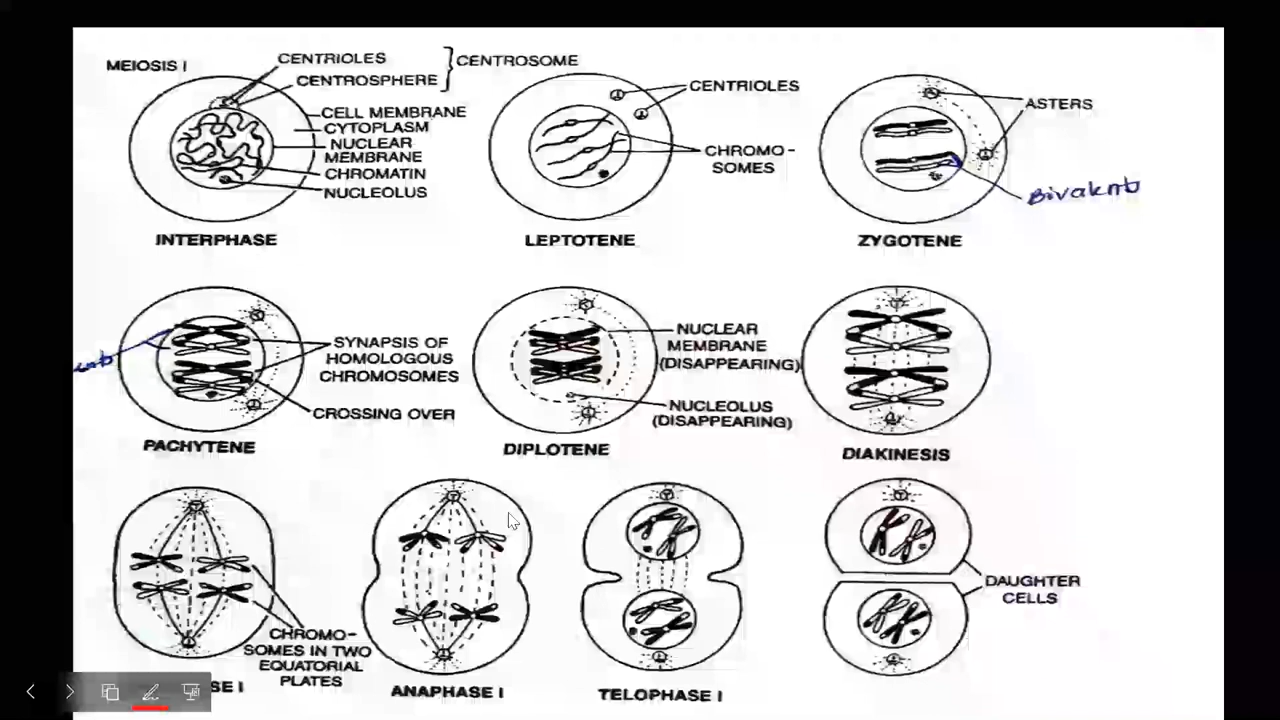 MEIOSIS I
CENTRIOLES
CENTROSPHERE
CENTROSOME
CELL MEMBRANE
CYTOPLASM
NUCLEAR
MEMBRANE
CHROMATIN
NUCLEOLUS
INTERPHASE
CENTRIOLES
CHROMO-
SOMES
LEPTOTENE
ASTERS
ZYGOTENE
SYNAPSIS OF
HOMOLOGOUS
CHROMOSOMES
CROSSING OVER
PACHYTENE
NUCLEAR
MEMBRANE
(DISAPPEARING)
NUCLEOLUS
(DISAPPEARING)
DIPLOTENE
DIAKINESIS
CHROMO-
SOMES IN TWO
EQUATORIAL
PLATES
SE I
ANAPHASE I
TELOPHASE I
DAUGHTER
CELLS